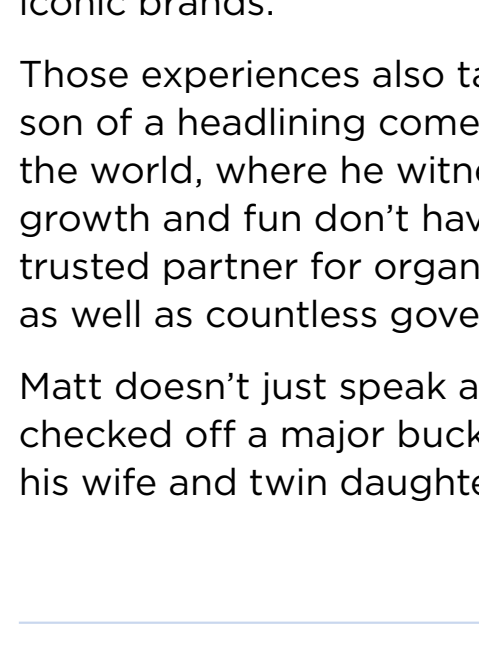 iconic brands.
Those experiences also ta
son of a headlining come
the world, where he witn
growth and fun don’t hav
trusted partner for organ
as well as countless gove
Matt doesn’t just speak a
checked off a major buck
his wife and twin daughte